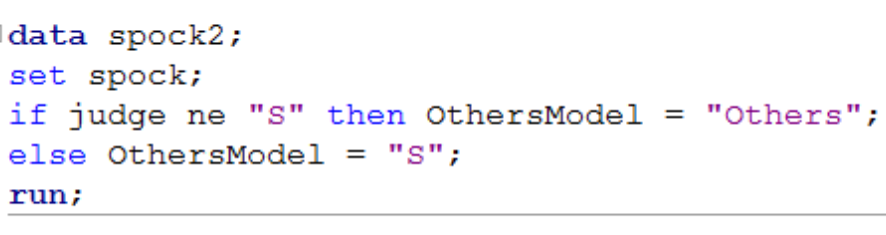 data spock2;
set spock;
if judge ne "S" then OthersModel = "Others";
else OthersModel = "S";
run;